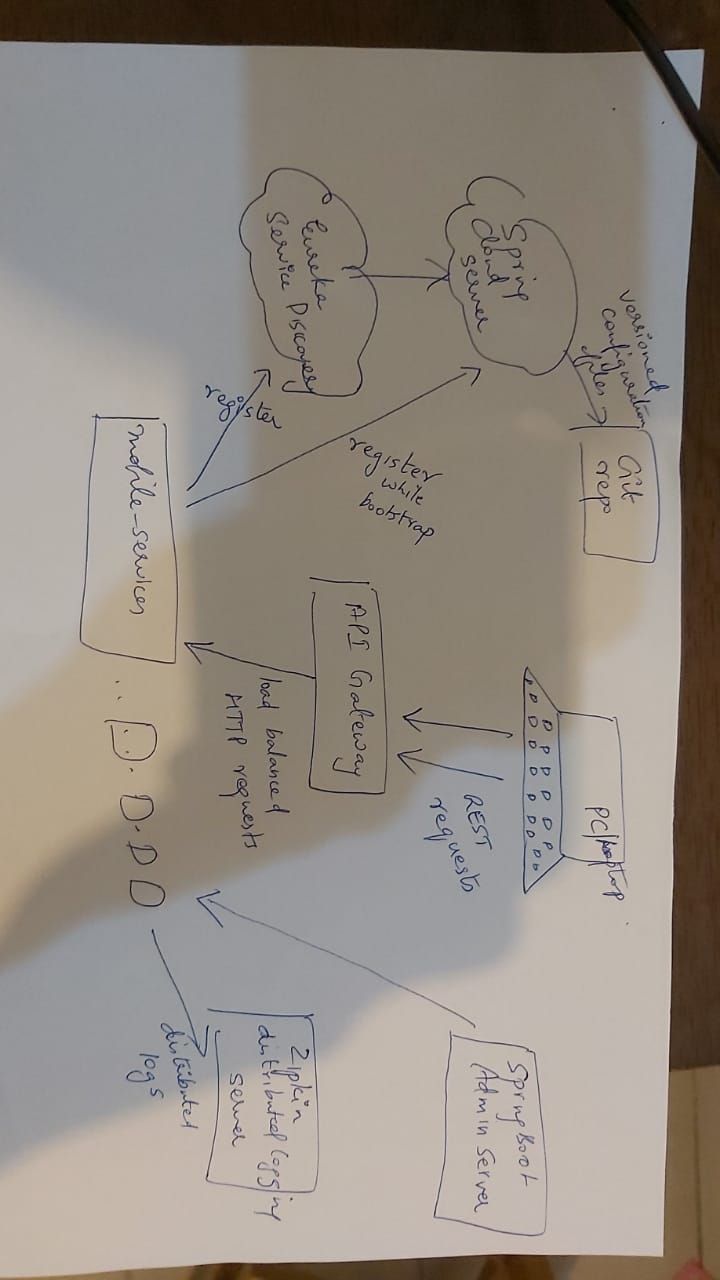 versioned
configuration
files
Git
repo
PC/laptop
Spring
Cloud
server
REST
requests
SpringBoot
Admin Server
register
while
bootstrap
API Gateway
Eureka
Service Discovery
register
load balanced
HTTP requests
Zipkin
distributed logging
server
distributed
logs
mobile-services